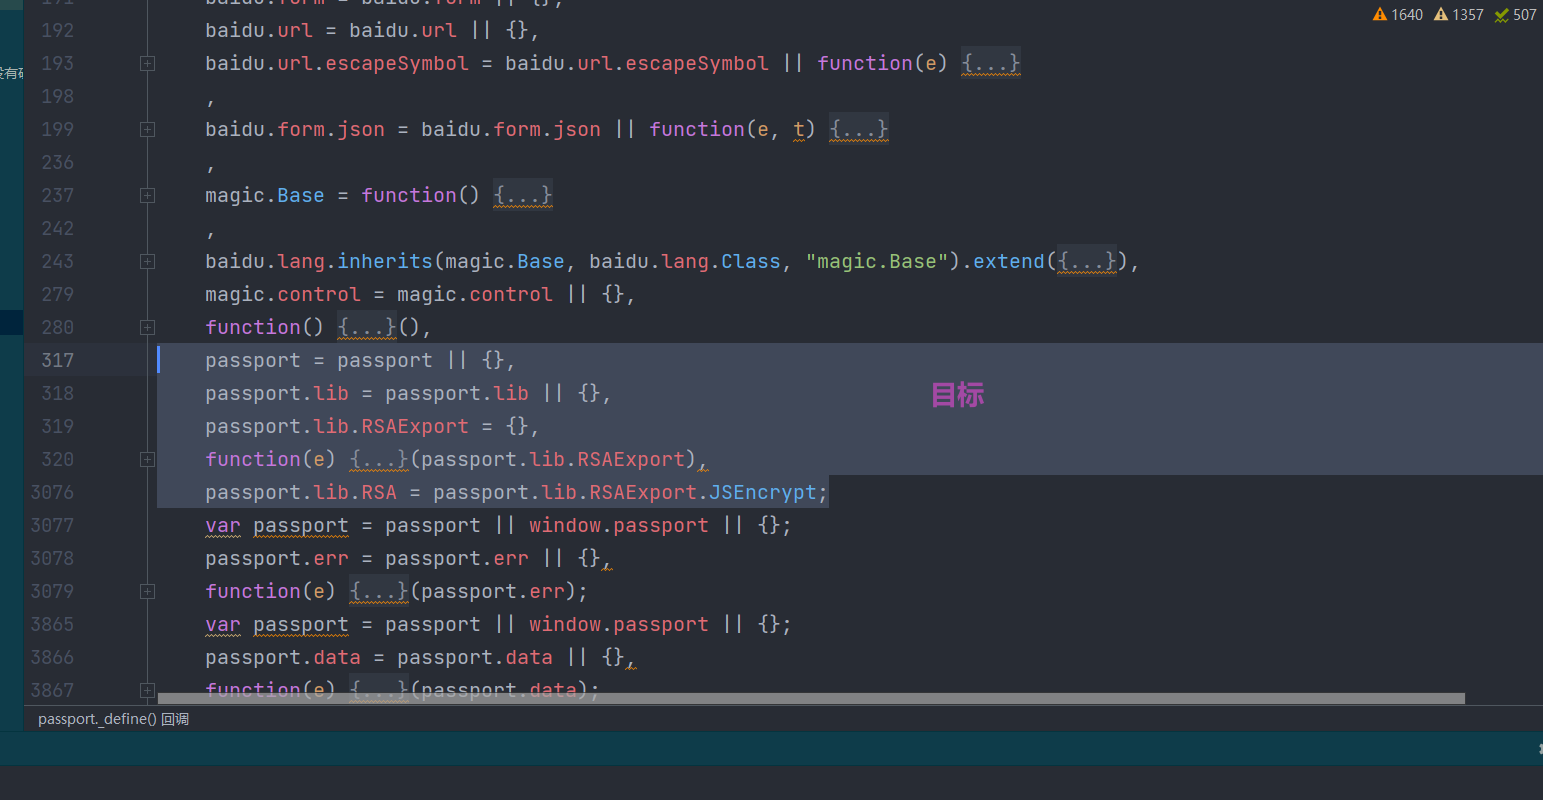 191 baidu.form = baidu.form || {},
1640 1357 507
192 baidu.url = baidu.url || {},
193 baidu.url.escapeSymbol = baidu.url.escapeSymbol || function(e) {...}
198 ,
199 baidu.form.json = baidu.form.json || function(e, t) {...}
236 ,
237 magic.Base = function() {...}
242 ,
243 baidu.lang.inherits(magic.Base, baidu.lang.Class, "magic.Base").extend({...}),
279 magic.control = magic.control || {},
280 function() {...}(),
317 passport = passport || {},
318 passport.lib = passport.lib || {},
目标
319 passport.lib.RSAExport = {},
320 function(e) {...}(passport.lib.RSAExport),
3076 passport.lib.RSA = passport.lib.RSAExport.JSEncrypt;
3077 var passport = passport || window.passport || {};
3078 passport.err = passport.err || {},
3079 function(e) {...}(passport.err);
3865 var passport = passport || window.passport || {};
3866 passport.data = passport.data || {},
3867 function(e) {...}(passport.data);
passport._define() 回调